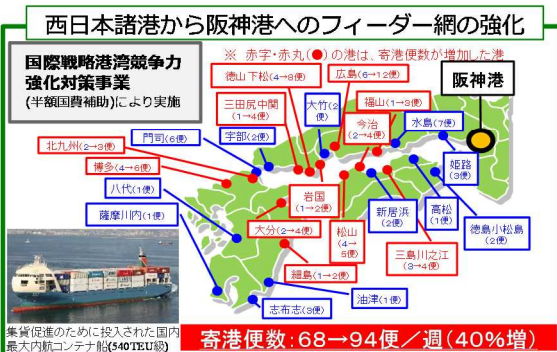 西日本諸港から阪神港へのフィーダー網の強化
国際戦略港湾競争力
強化対策事業
(半額国費補助)により実施
※ 赤字・赤丸(●)の港は、寄港便数が増加した港
阪神港
徳山下松(4→8便)
広島(6→12便)
三田尻中関
(1→4便)
大竹(2
便)
福山(1→3便)
今治
(2→4便)
水島(7便)
門司(6便)
宇部(2便)
北九州(2→3便)
博多(4→6便)
姫路
(3便)
八代(1便)
薩摩川内(1便)
岩国
(1→2便)
大分(2→4便)
松山
(4→
5便)
新居浜
(2便)
高松
(1便)
徳島小松島
(2便)
三島川之江
(3→4便)
細島(1→2便)
油津(1便)
志布志(3便)
集貨促進のために投入された国内
最大内航コンテナ船(540TEU級)
寄港便数:68→94便/週(40%増)